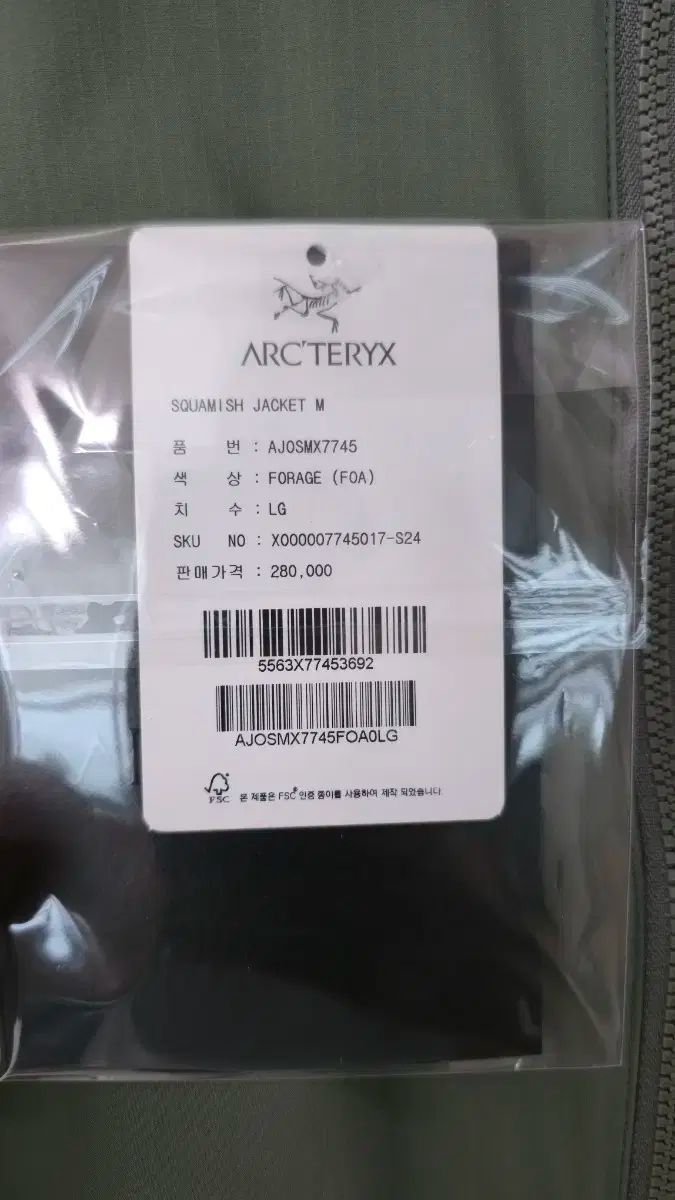 ARC'TERYX
SQUAMISH JACKET M
품 번 : AJOSMX7745
색 상 : FORAGE (FOA)
치 수 : LG
SKU NO : X000007745017-S24
판매가격 : 280,000
5563X77453692
AJOSMX7745FOA0LG
FSC 본 제품은 FSC® 인증 종이를 사용하여 제작 되었습니다.